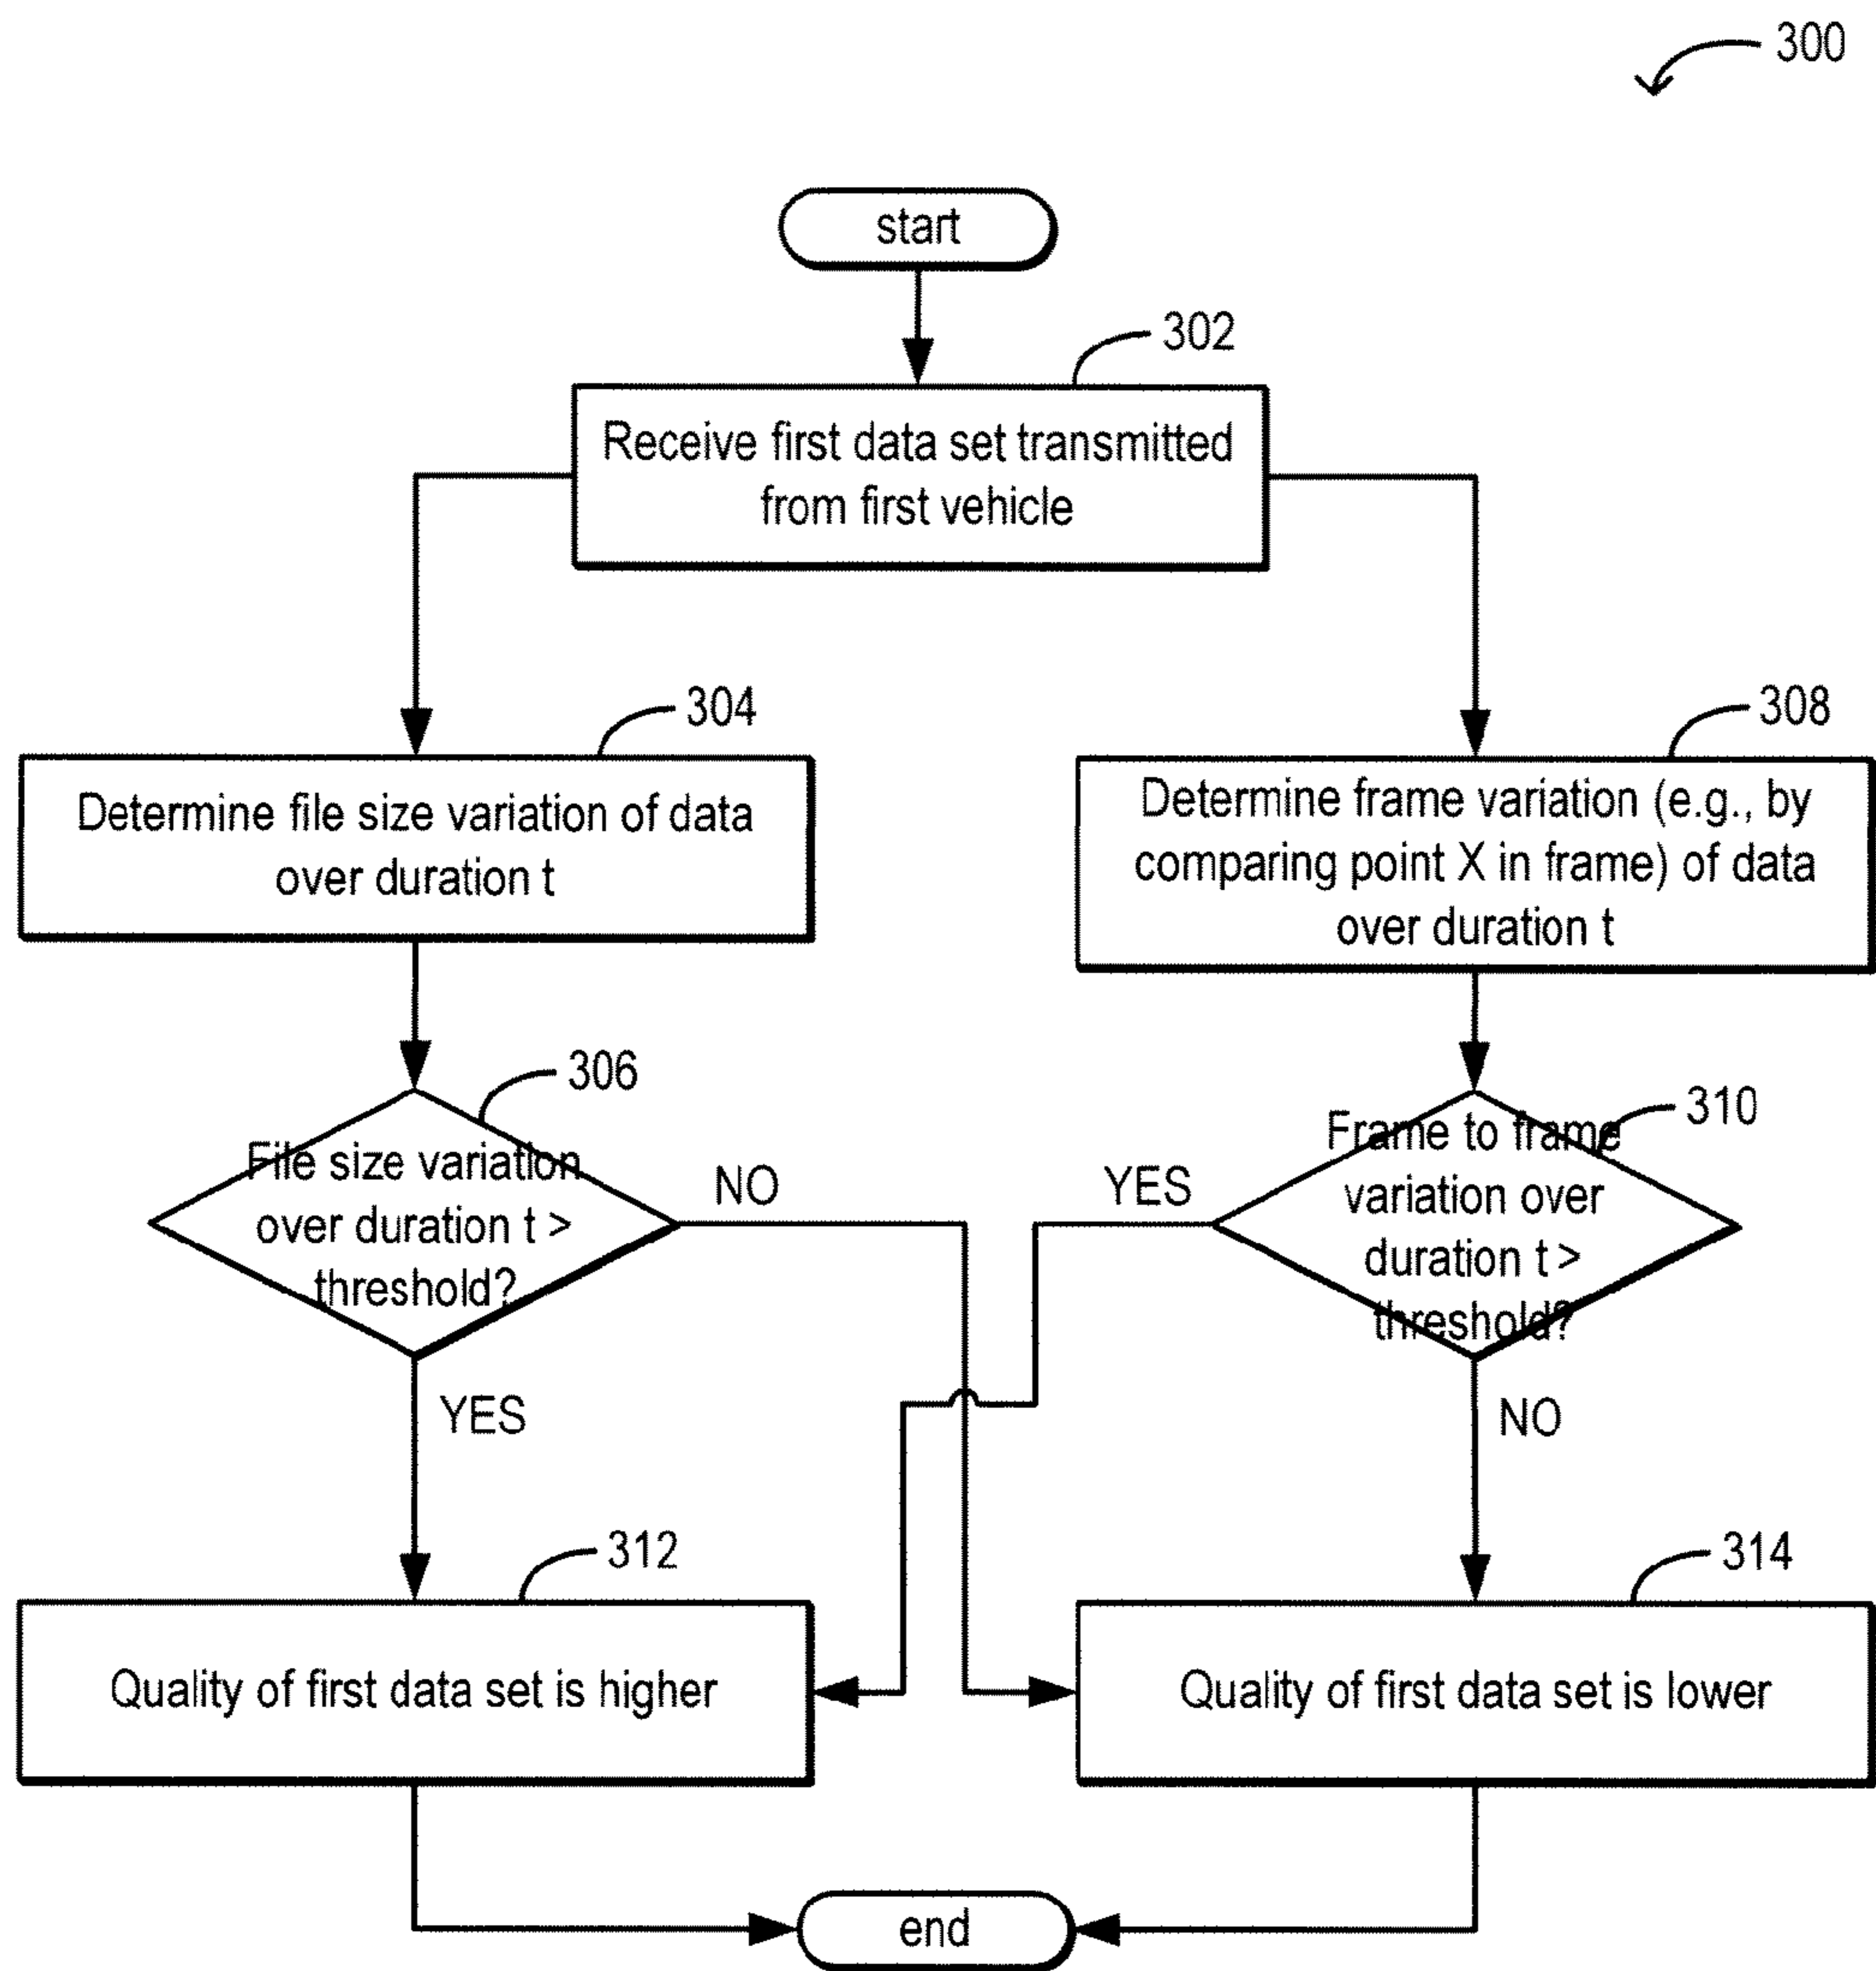 300
start
302
Receive first data set transmitted
from first vehicle
304
Determine file size variation of data
over duration t
308
Determine frame variation (e.g., by
comparing point X in frame) of data
over duration t
306
File size variation
over duration t >
threshold?
NO
YES
310
Frame to frame
variation over
duration t >
threshold?
YES
NO
312
Quality of first data set is higher
314
Quality of first data set is lower
end